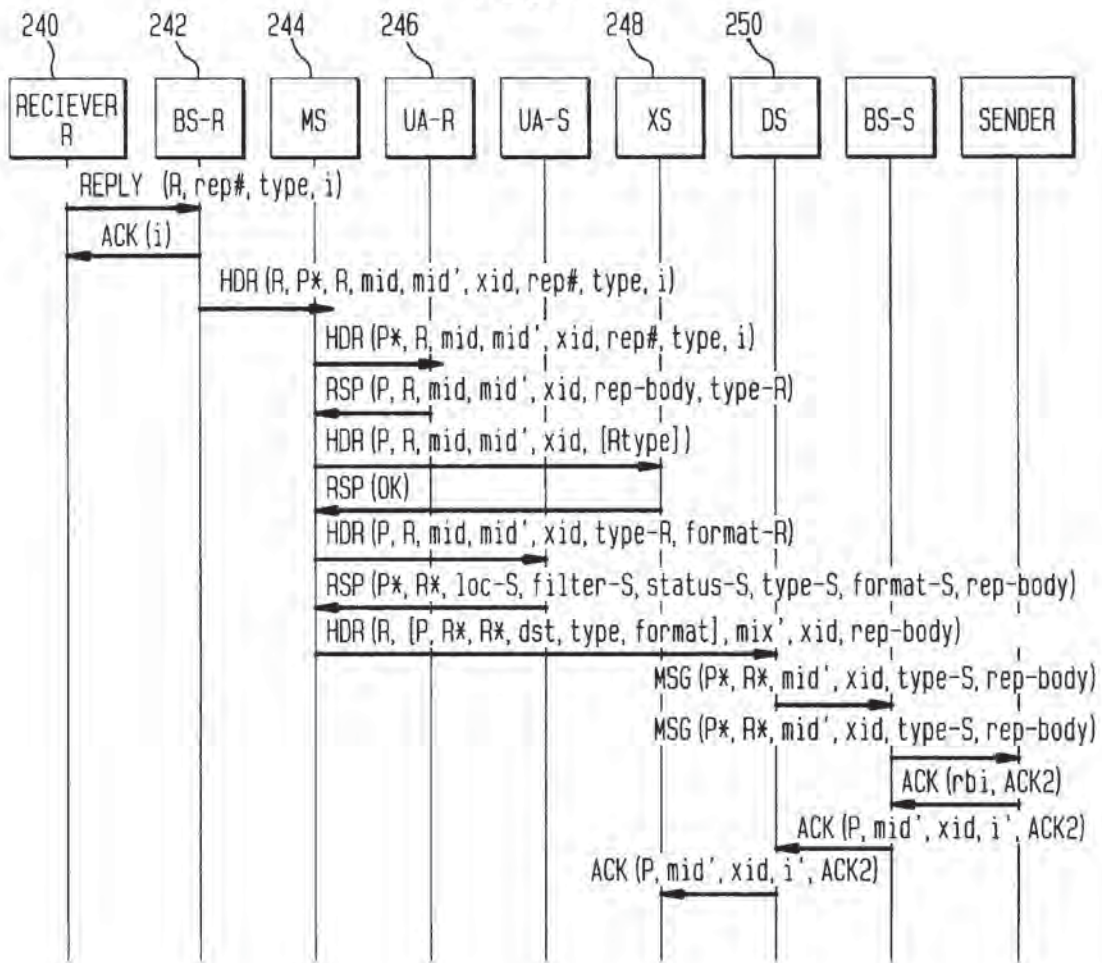 240 242 244 246 248 250
RECIEVER
R
BS-R MS UA-R UA-S XS DS BS-S SENDER
REPLY (R, rep#, type, i)
ACK (i)
HDR (R, P*, R, mid, mid', xid, rep#, type, i)
HDR (P*, R, mid, mid', xid, rep#, type, i)
RSP (P, R, mid, mid', xid, rep-body, type-R)
HDR (P, R, mid, mid', xid, [Rtype])
RSP (OK)
HDR (P, R, mid, mid', xid, type-R, format-R)
RSP (P*, R*, loc-S, filter-S, status-S, type-S, format-S, rep-body)
HDR (R, [P, R*, R*, dst, type, format], mix', xid, rep-body)
MSG (P*, R*, mid', xid, type-S, rep-body)
MSG (P*, R*, mid', xid, type-S, rep-body)
ACK (rbi, ACK2)
ACK (P, mid', xid, i', ACK2)
ACK (P, mid', xid, i', ACK2)